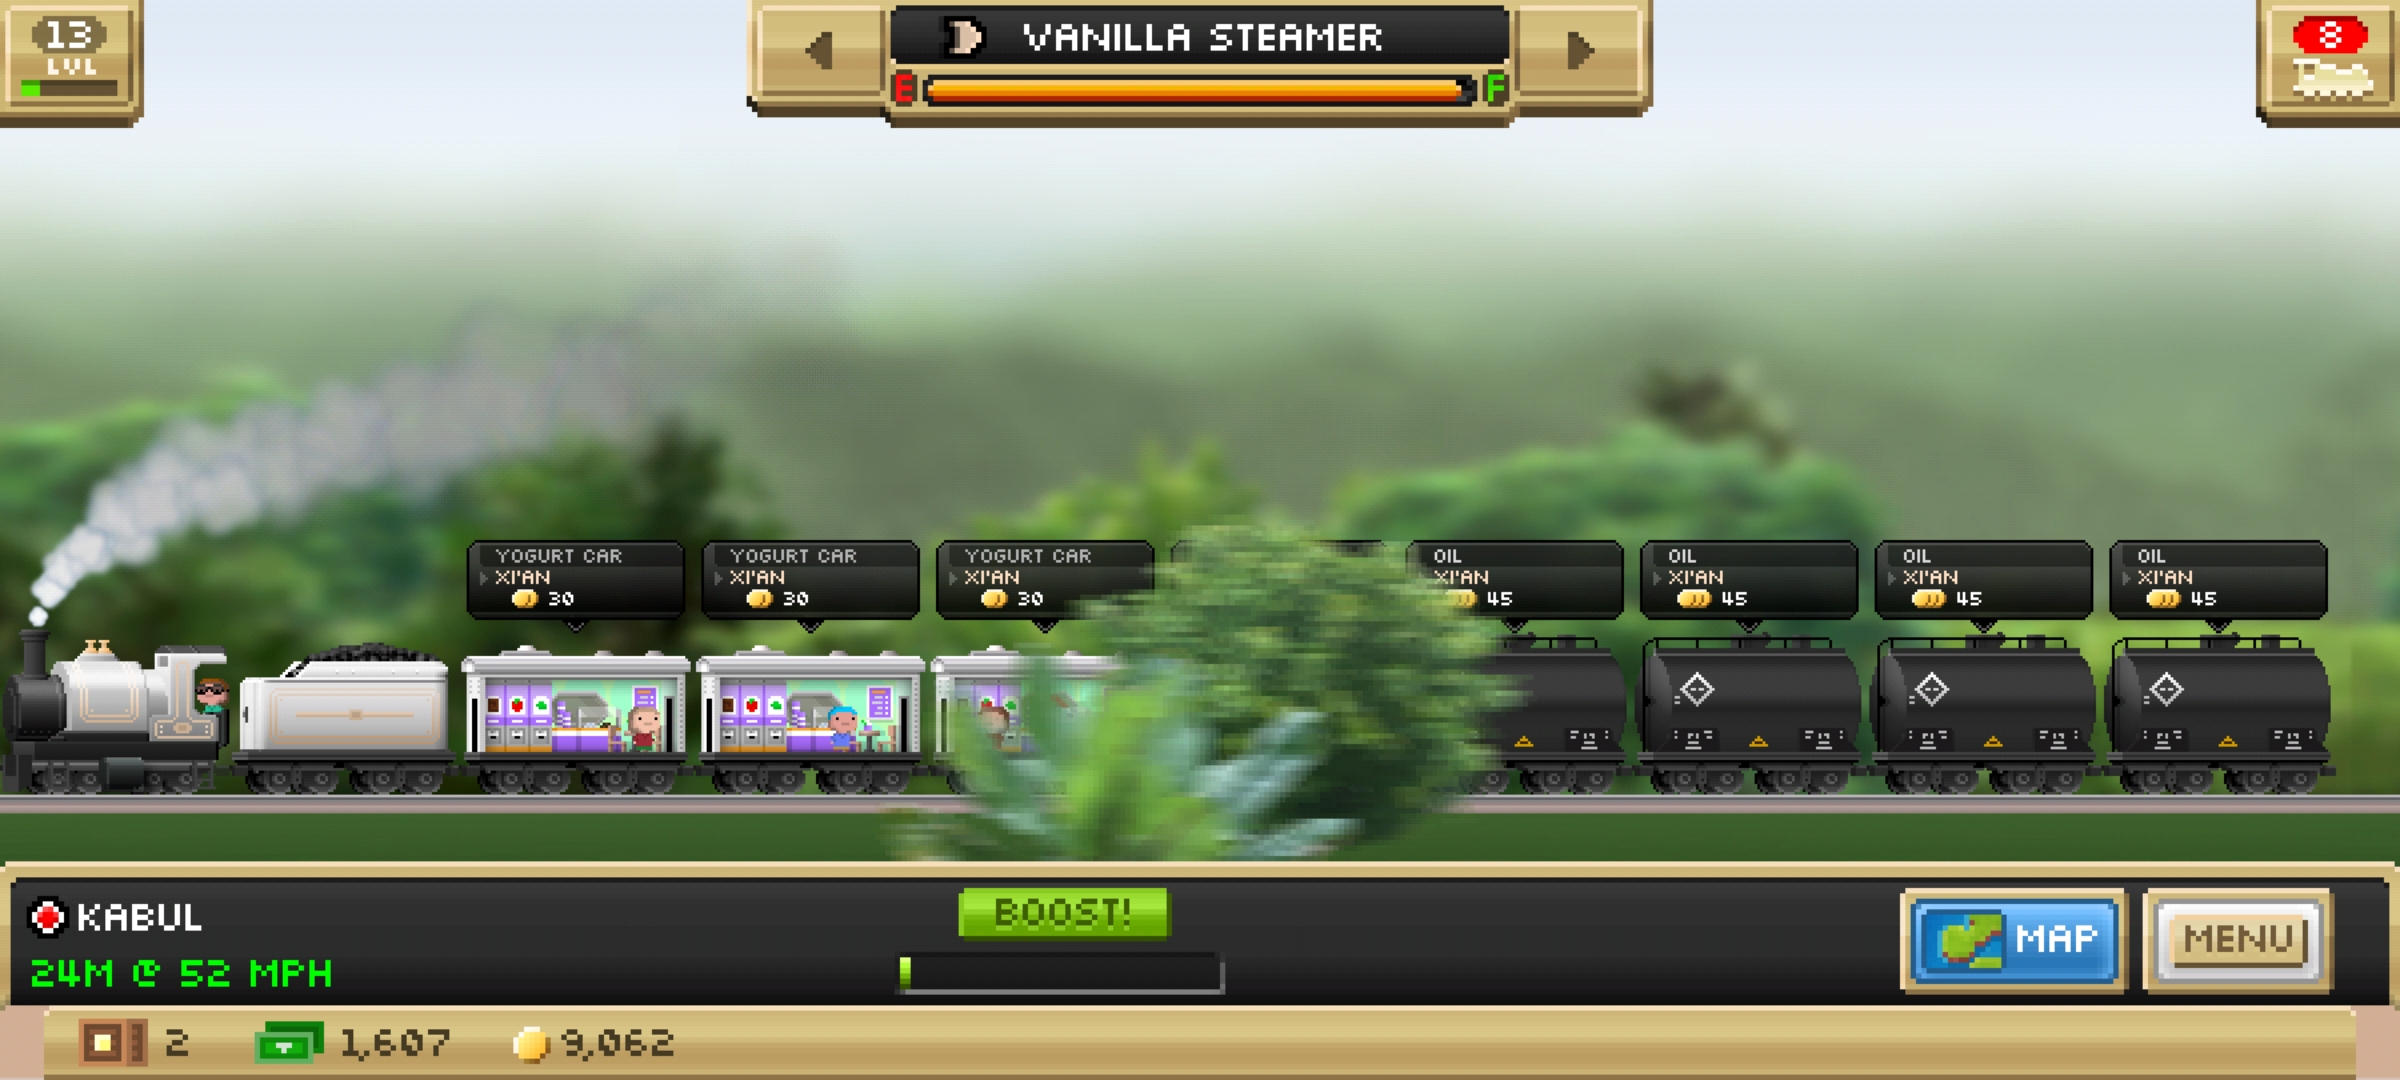 13
LVL
VANILLA STEAMER
E F
8
YOGURT CAR
XI'AN
30
YOGURT CAR
XI'AN
30
YOGURT CAR
XI'AN
30
OIL
XI'AN
45
OIL
XI'AN
45
OIL
XI'AN
45
OIL
XI'AN
45
KABUL
24M @ 52 MPH
BOOST!
MAP
MENU
2 1,607 9,062